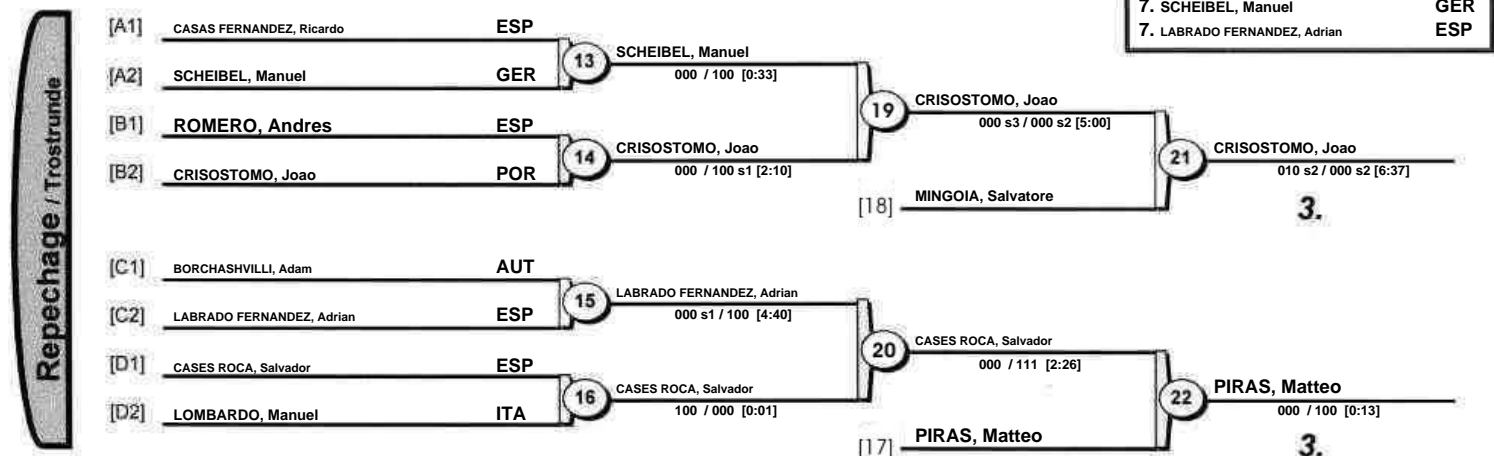 7. SCHEIBEL, Manuel GER
7. LABRADO FERNANDEZ, Adrian ESP
Repechage / Trostrunde
[A1] CASAS FERNANDEZ, Ricardo ESP
[A2] SCHEIBEL, Manuel GER
13
SCHEIBEL, Manuel
000 / 100 [0:33]
[B1] ROMERO, Andres ESP
[B2] CRISOSTOMO, Joao POR
14
CRISOSTOMO, Joao
000 / 100 s1 [2:10]
19
CRISOSTOMO, Joao
000 s3 / 000 s2 [5:00]
[18] MINGOIA, Salvatore
21
CRISOSTOMO, Joao
010 s2 / 000 s2 [6:37]
3.
[C1] BORCHASHVILLI, Adam AUT
[C2] LABRADO FERNANDEZ, Adrian ESP
15
LABRADO FERNANDEZ, Adrian
000 s1 / 100 [4:40]
[D1] CASES ROCA, Salvador ESP
[D2] LOMBARDO, Manuel ITA
16
CASES ROCA, Salvador
100 / 000 [0:01]
20
CASES ROCA, Salvador
000 / 111 [2:26]
[17] PIRAS, Matteo
22
PIRAS, Matteo
000 / 100 [0:13]
3.